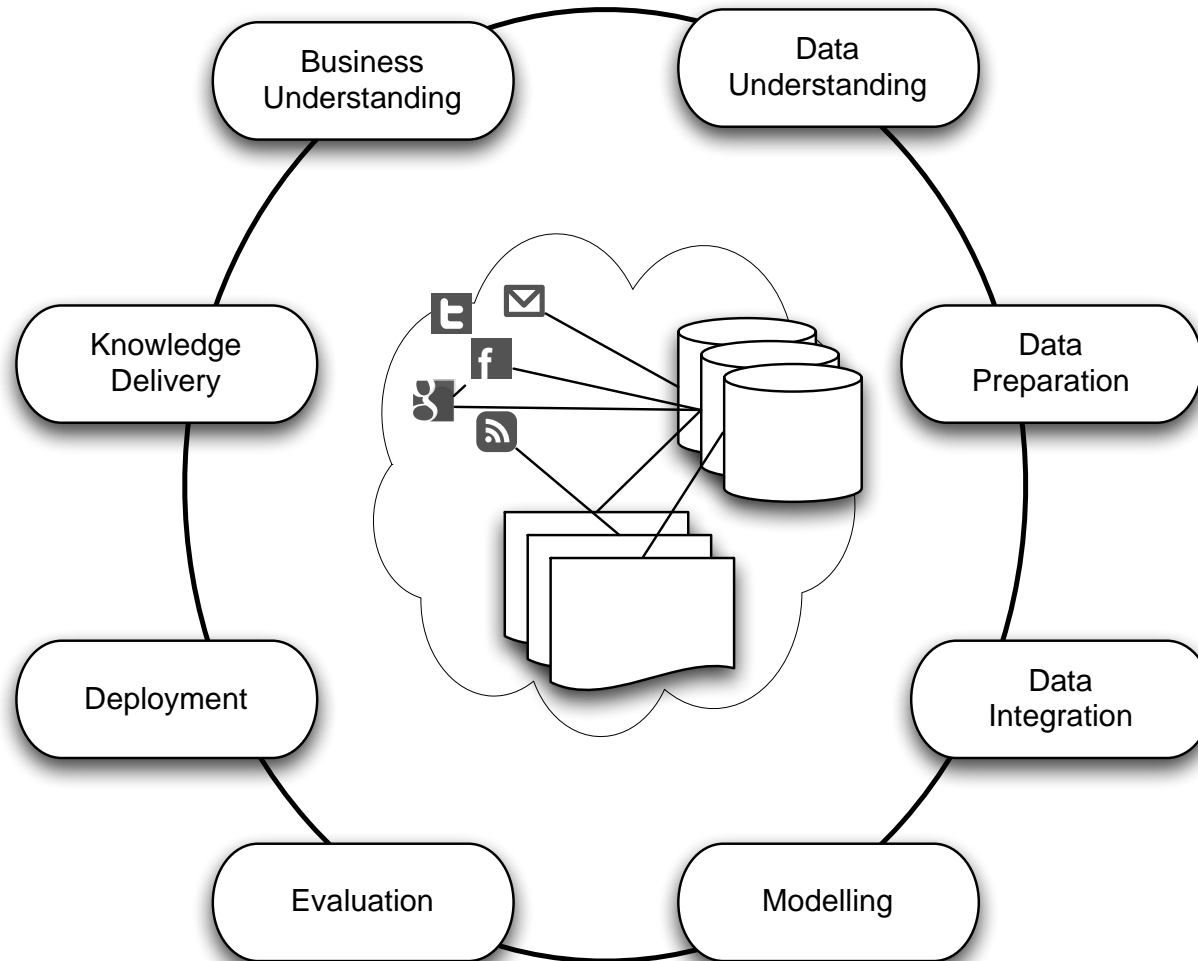 Business
Understanding
Data
Understanding
Knowledge
Delivery
Data
Preparation
Deployment
Data
Integration
Evaluation
Modelling